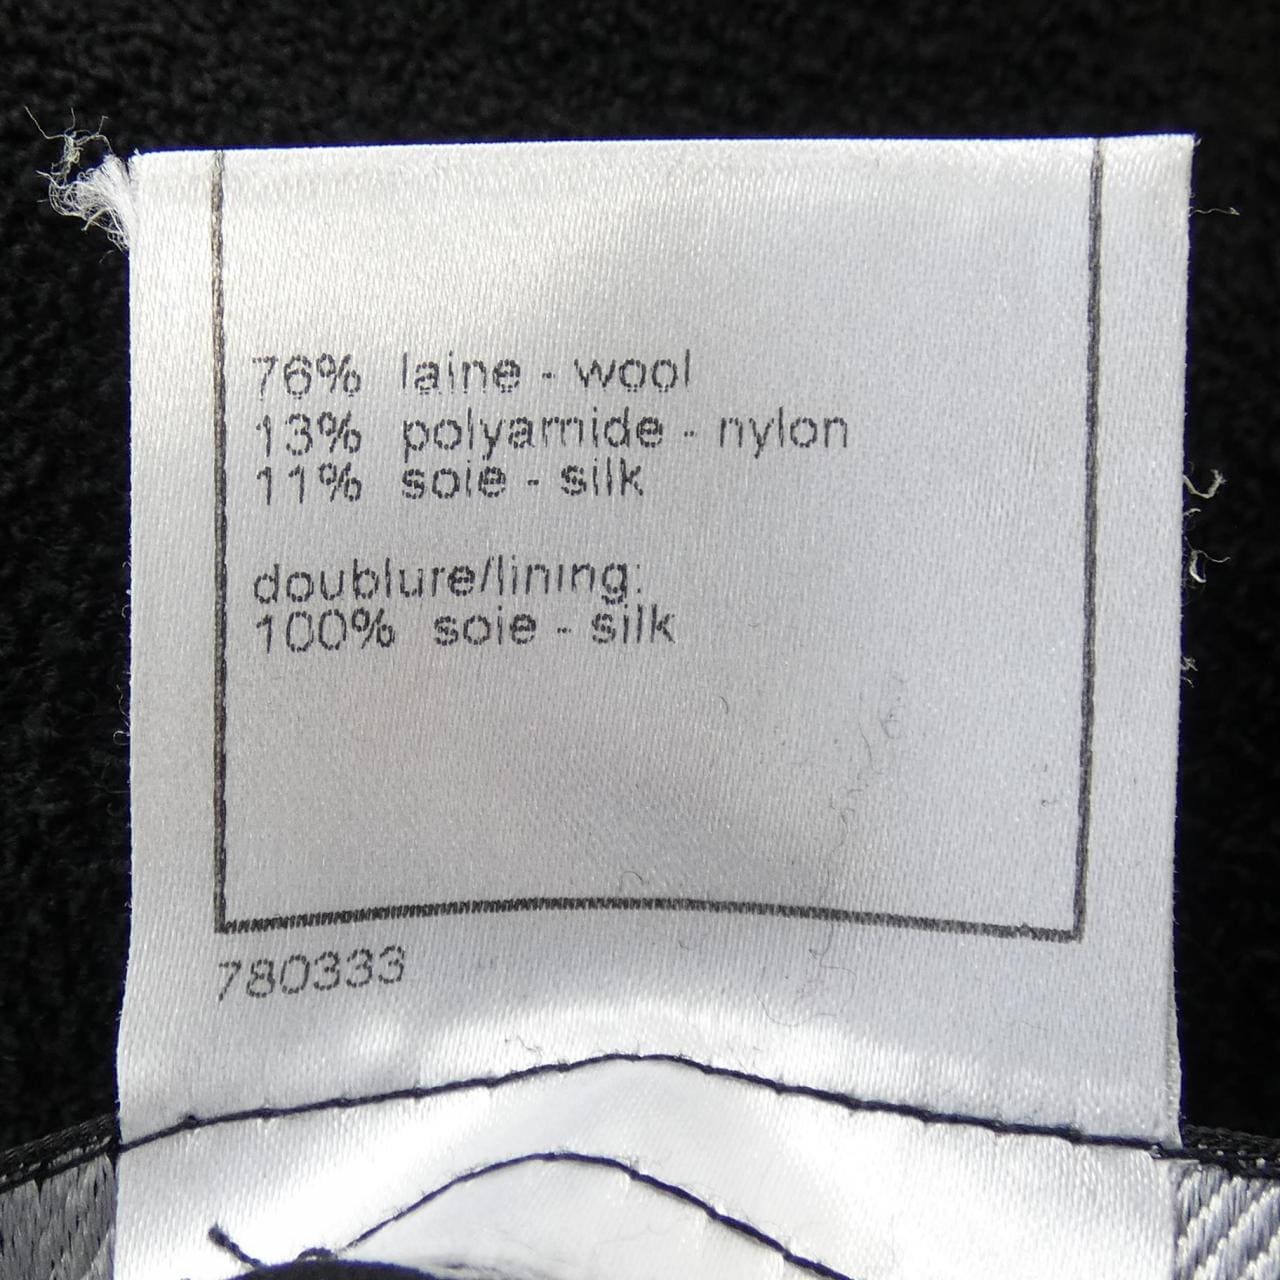 76% laine - wool
13% polyamide - nylon
11% soie - silk
doublure/lining:
100% soie - silk
780333